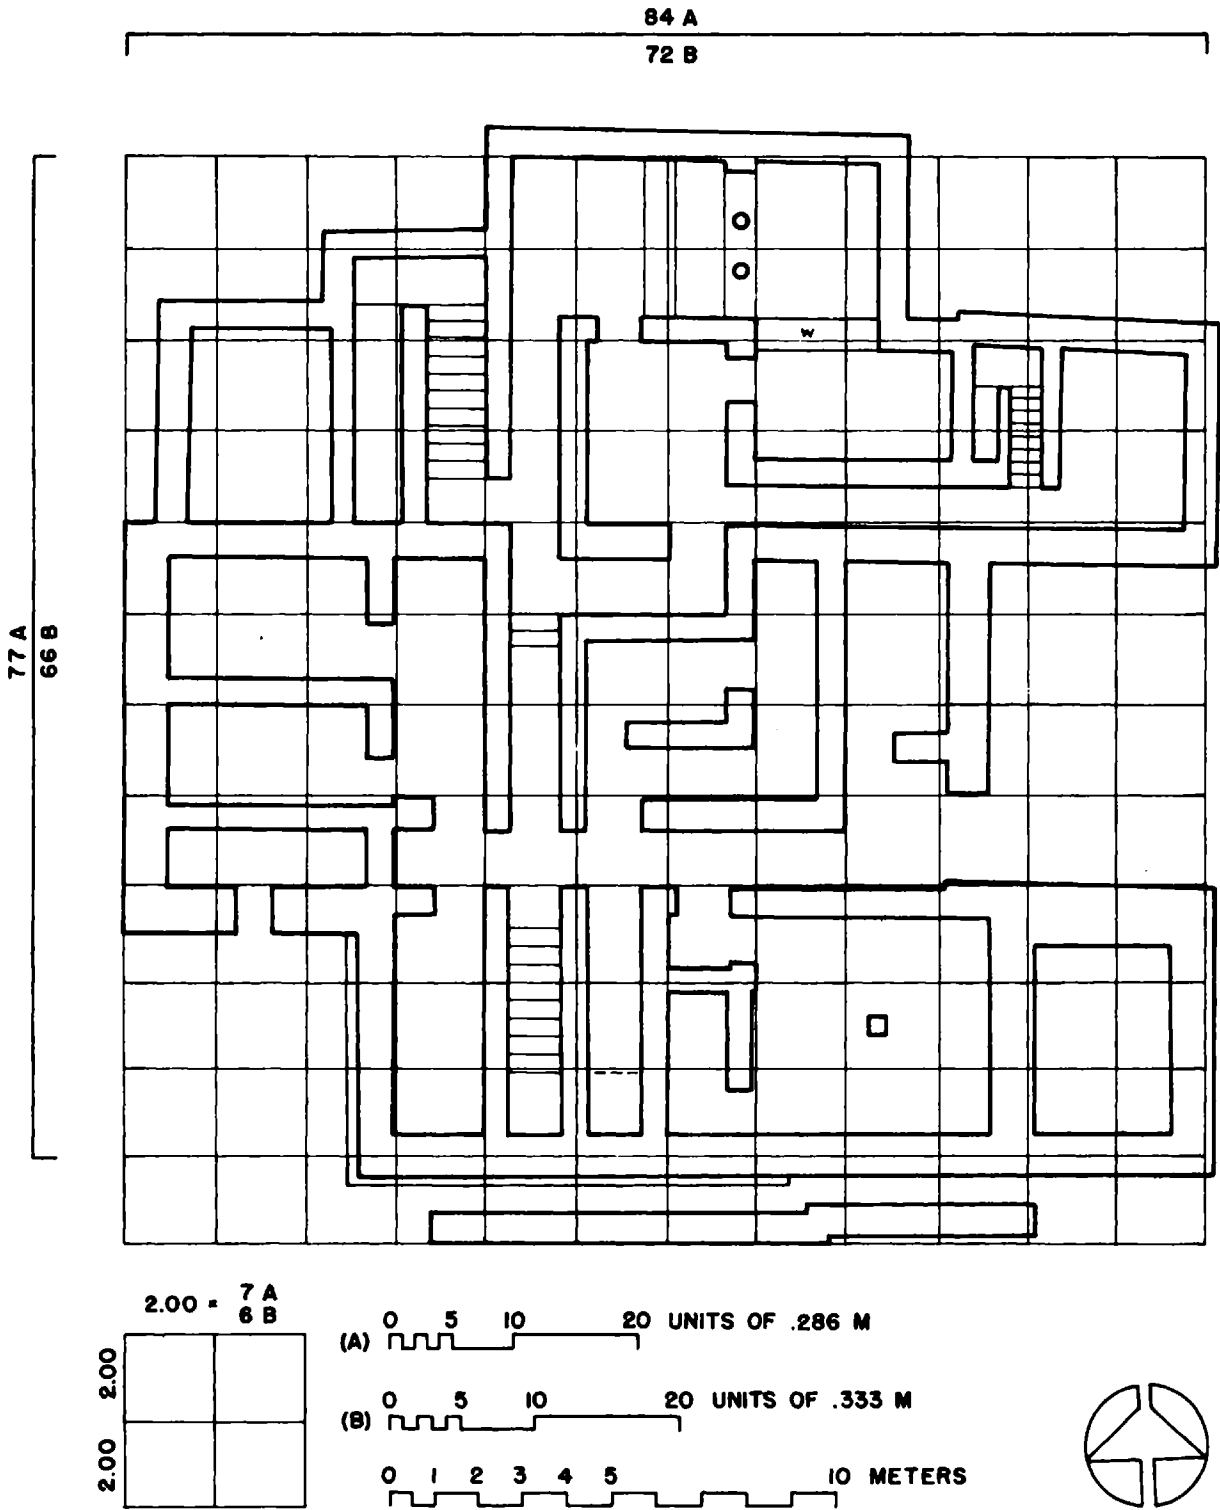 84 A
72 B
77 A
66 B
w
2.00 = 7 A
6 B
2.00
2.00
(A) 0 5 10 20 UNITS OF .286 M
(B) 0 5 10 20 UNITS OF .333 M
0 1 2 3 4 5 10 METERS